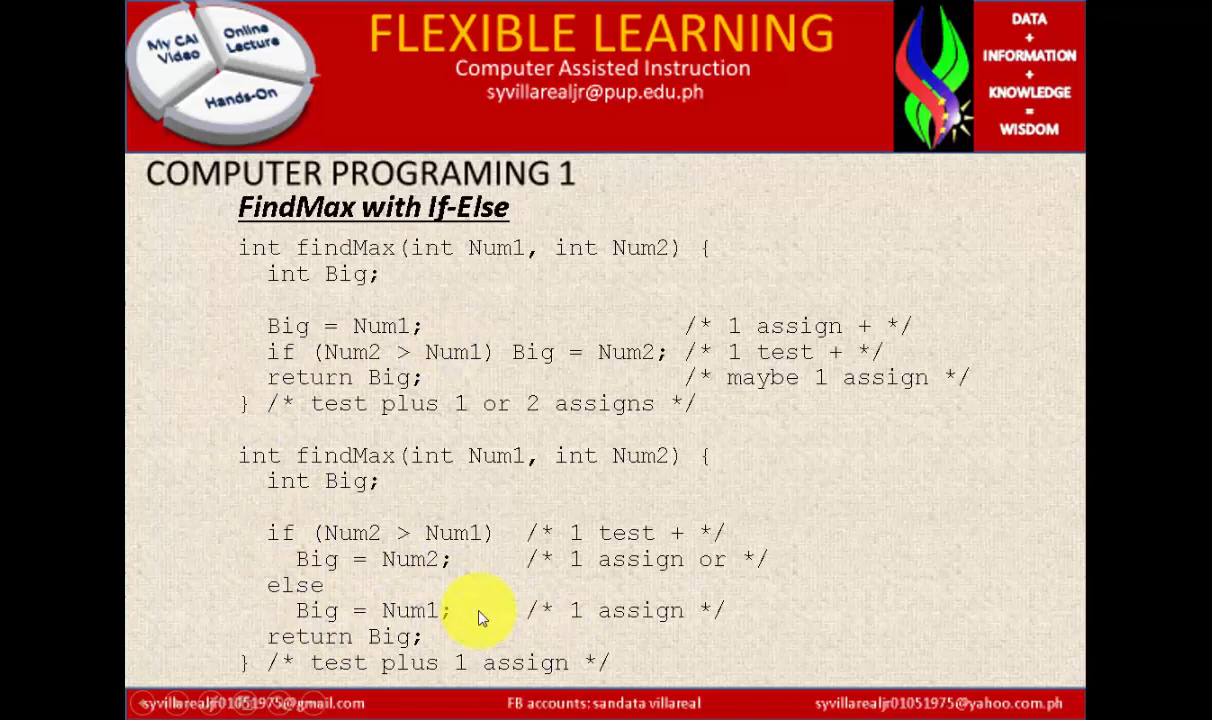 My CAI
Video
Online
Lecture
Hands-On
FLEXIBLE LEARNING
Computer Assisted Instruction
syvillarealjr@pup.edu.ph
DATA
+
INFORMATION
+
KNOWLEDGE
=
WISDOM
COMPUTER PROGRAMING 1
FindMax with If-Else
int findMax(int Num1, int Num2) {
int Big;
Big = Num1; /* 1 assign + */
if (Num2 > Num1) Big = Num2; /* 1 test + */
return Big; /* maybe 1 assign */
} /* test plus 1 or 2 assigns */
int findMax(int Num1, int Num2) {
int Big;
if (Num2 > Num1) /* 1 test + */
Big = Num2; /* 1 assign or */
else
Big = Num1; /* 1 assign */
return Big;
} /* test plus 1 assign */
syvillarealjr01051975@gmail.com
FB accounts: sandata villareal
syvillarealjr01051975@yahoo.com.ph